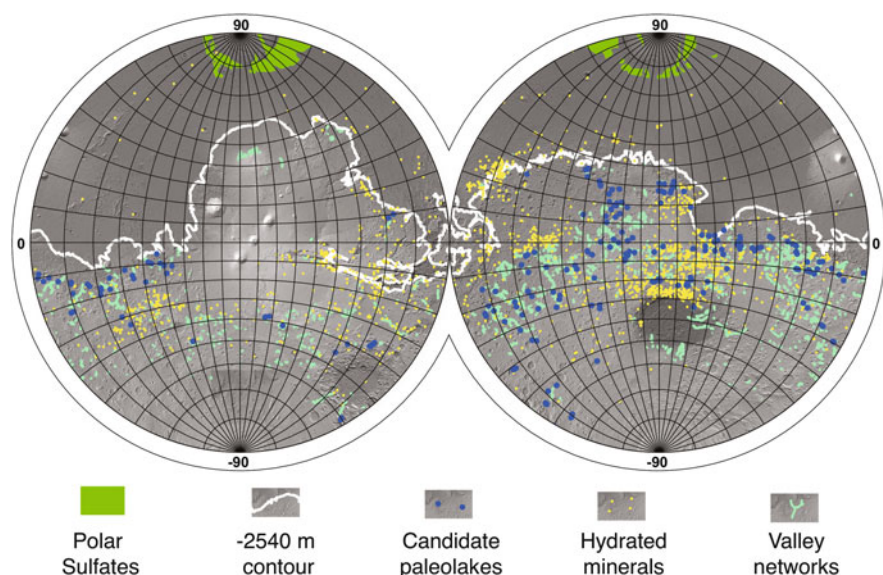 90
90
0
0
-90
-90
Polar
Sulfates
-2540 m
contour
Candidate
paleolakes
Hydrated
minerals
Valley
networks